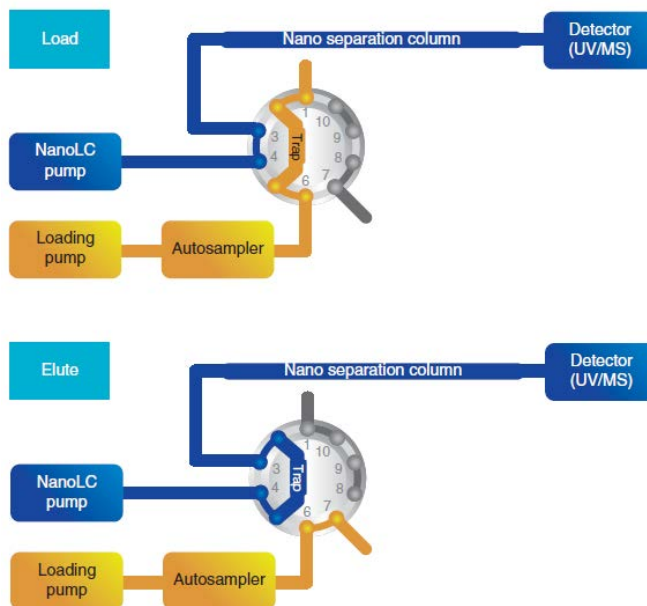 Load
Nano separation column
Detector
(UV/MS)
1
10
3
9
Trap
4
8
NanoLC
pump
6
7
Loading
pump
Autosampler
Elute
Nano separation column
Detector
(UV/MS)
1
10
3
9
Trap
4
8
NanoLC
pump
6
7
Loading
pump
Autosampler